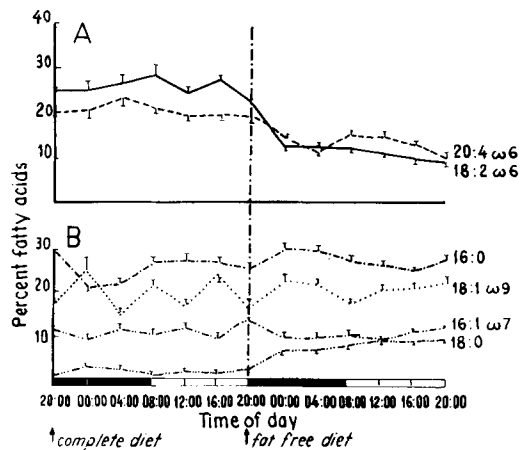 A
50
40
30
20
10
20:4 ω6
18:2 ω6
Percent fatty acids
B
30
20
10
0
16:0
18:1 ω9
16:1 ω7
18:0
20:00 00:00 04:00 08:00 12:00 16:00 20:00 00:00 04:00 08:00 12:00 16:00 20:00
Time of day
↑complete diet
↑fat free diet